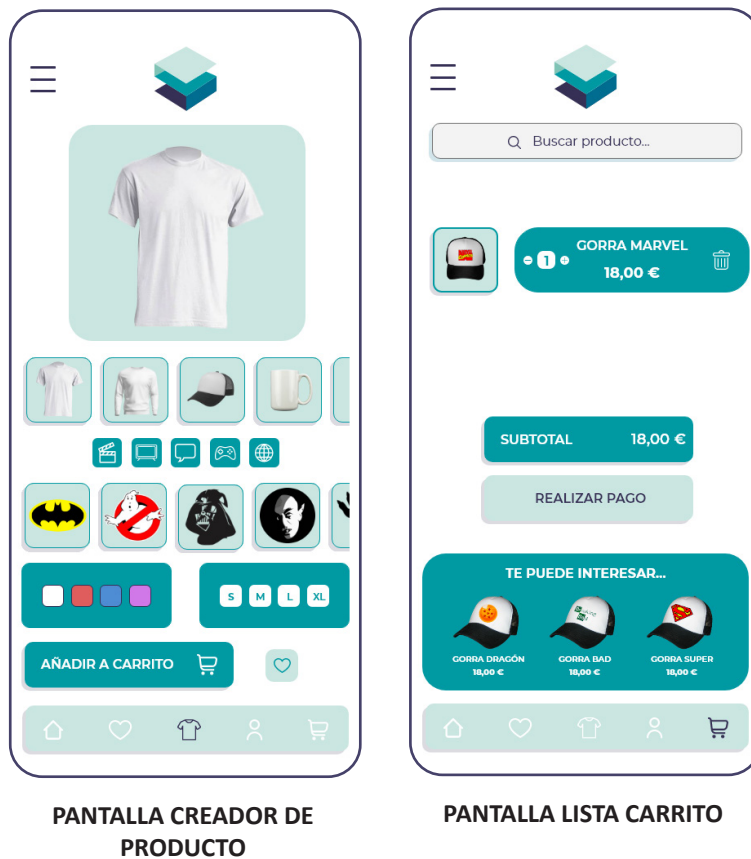 S M L XL
AÑADIR A CARRITO
PANTALLA CREADOR DE
PRODUCTO
Buscar producto...
1
GORRA MARVEL
18,00 €
SUBTOTAL 18,00 €
REALIZAR PAGO
TE PUEDE INTERESAR...
GORRA DRAGÓN
18,00 €
GORRA BAD
18,00 €
GORRA SUPER
18,00 €
PANTALLA LISTA CARRITO